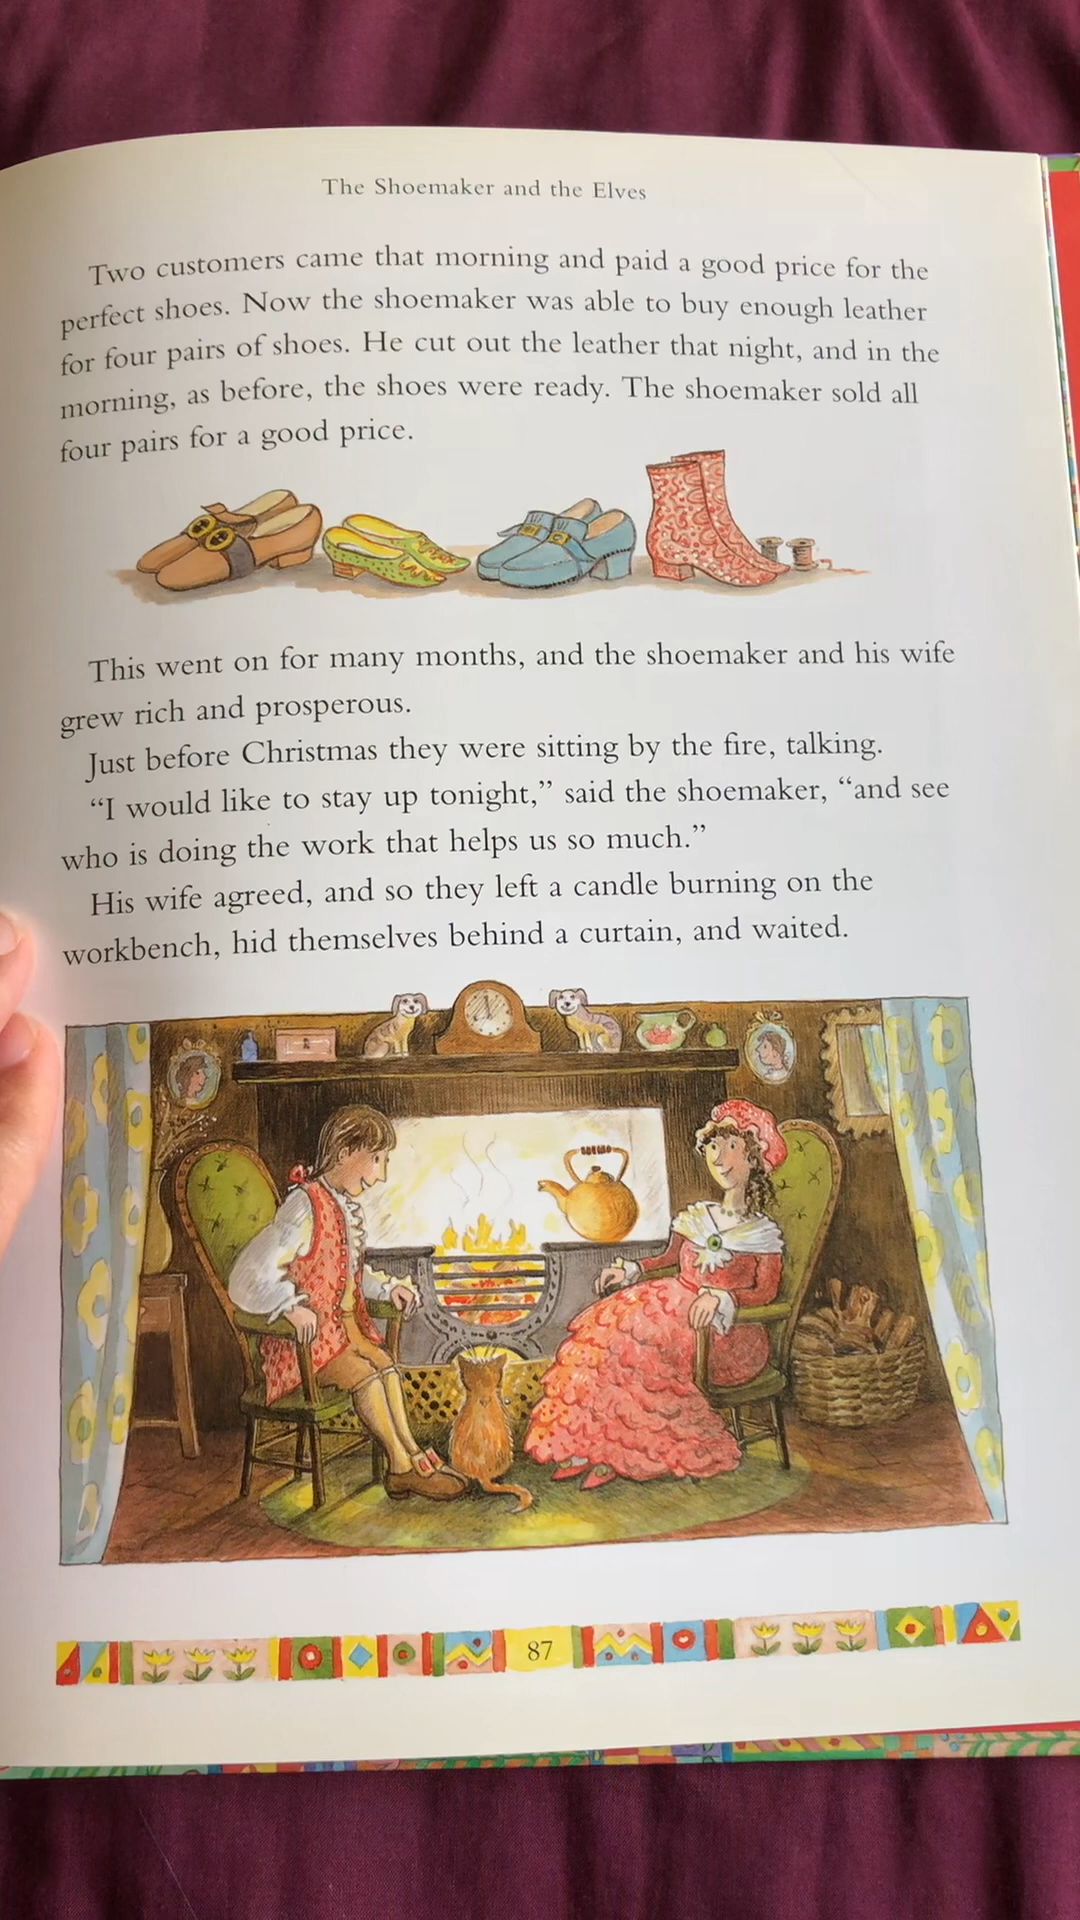 The Shoemaker and the Elves
Two customers came that morning and paid a good price for the
perfect shoes. Now the shoemaker was able to buy enough leather
for four pairs of shoes. He cut out the leather that night, and in the
morning, as before, the shoes were ready. The shoemaker sold all
four pairs for a good price.
This went on for many months, and the shoemaker and his wife
grew rich and prosperous.
Just before Christmas they were sitting by the fire, talking.
“I would like to stay up tonight,” said the shoemaker, “and see
who is doing the work that helps us so much.”
His wife agreed, and so they left a candle burning on the
workbench, hid themselves behind a curtain, and waited.
87